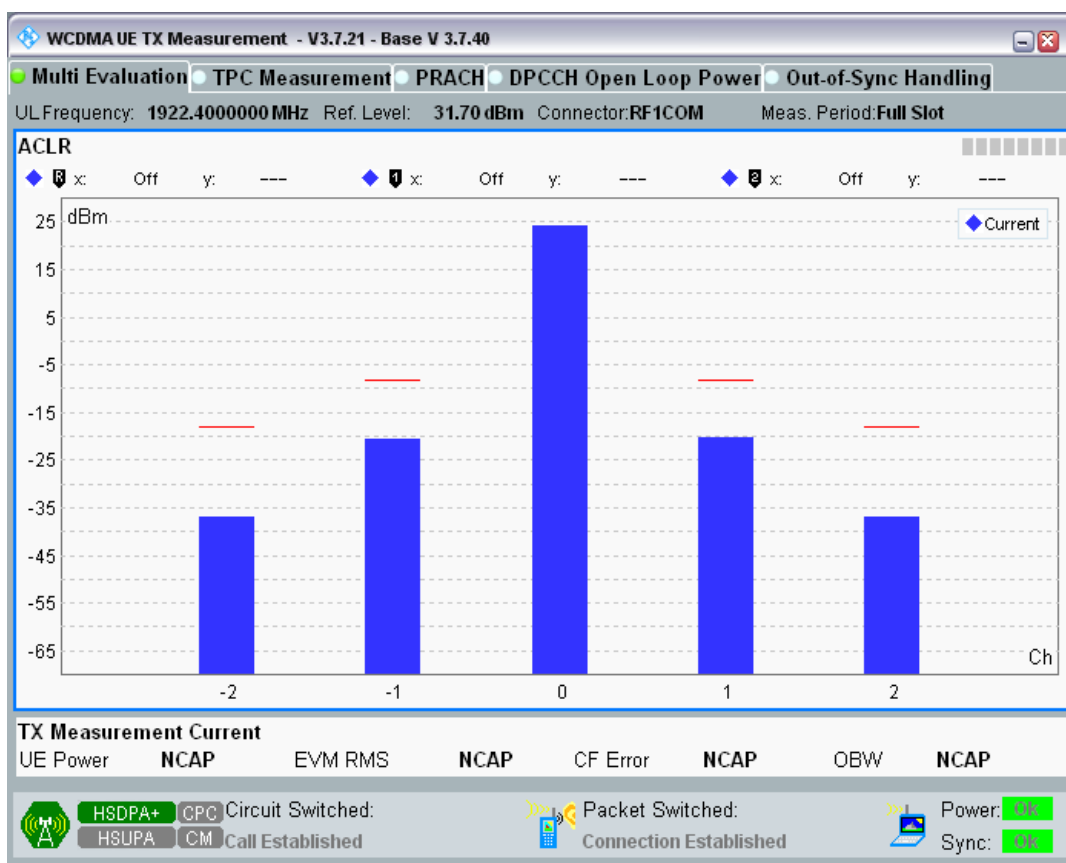 WCDMA UE TX Measurement - V3.7.21 - Base V 3.7.40
Multi Evaluation TPC Measurement PRACH DPCCH Open Loop Power Out-of-Sync Handling
UL Frequency: 1922.4000000 MHz Ref. Level: 31.70 dBm Connector:RF1COM Meas. Period:Full Slot
ACLR
R x: Off y: --- 1 x: Off y: --- 2 x: Off y: ---
dBm
Current
25
15
5
-5
-15
-25
-35
-45
-55
-65
Ch
-2 -1 0 1 2
TX Measurement Current
UE Power NCAP EVM RMS NCAP CF Error NCAP OBW NCAP
HSDPA+ CPC Circuit Switched: Packet Switched: Power: Ok
HSUPA CM Call Established Connection Established Sync: Ok